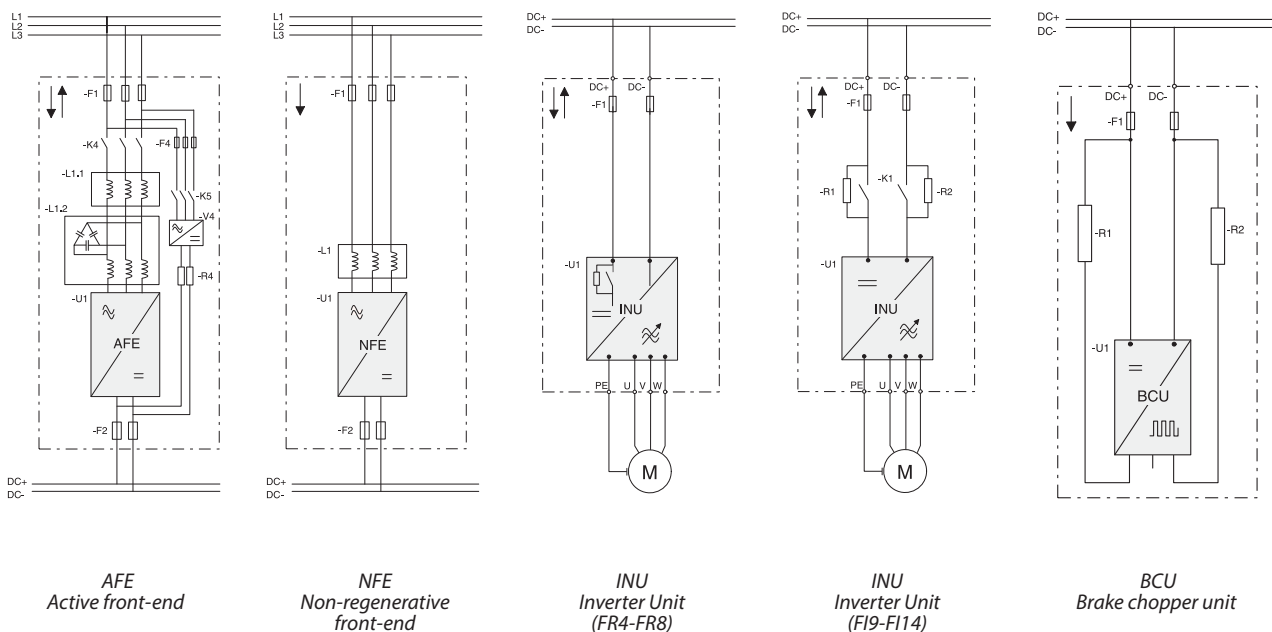 L1
L2
L3
-F1
-K4
-F4
-L1.1
-K5
-V4
-L1.2
-R4
-U1
AFE
-F2
DC+
DC-
AFE
Active front-end
L1
L2
L3
-F1
-L1
-U1
NFE
-F2
DC+
DC-
NFE
Non-regenerative
front-end
DC+
DC-
DC+ DC-
-F1
-U1
INU
PE U V W
M
INU
Inverter Unit
(FR4-FR8)
DC+
DC-
DC+ DC-
-F1
-R1 -K1 -R2
-U1
INU
PE U V W
M
INU
Inverter Unit
(FI9-FI14)
DC+
DC-
DC+ DC-
-F1
-R1 -R2
-U1
BCU
BCU
Brake chopper unit